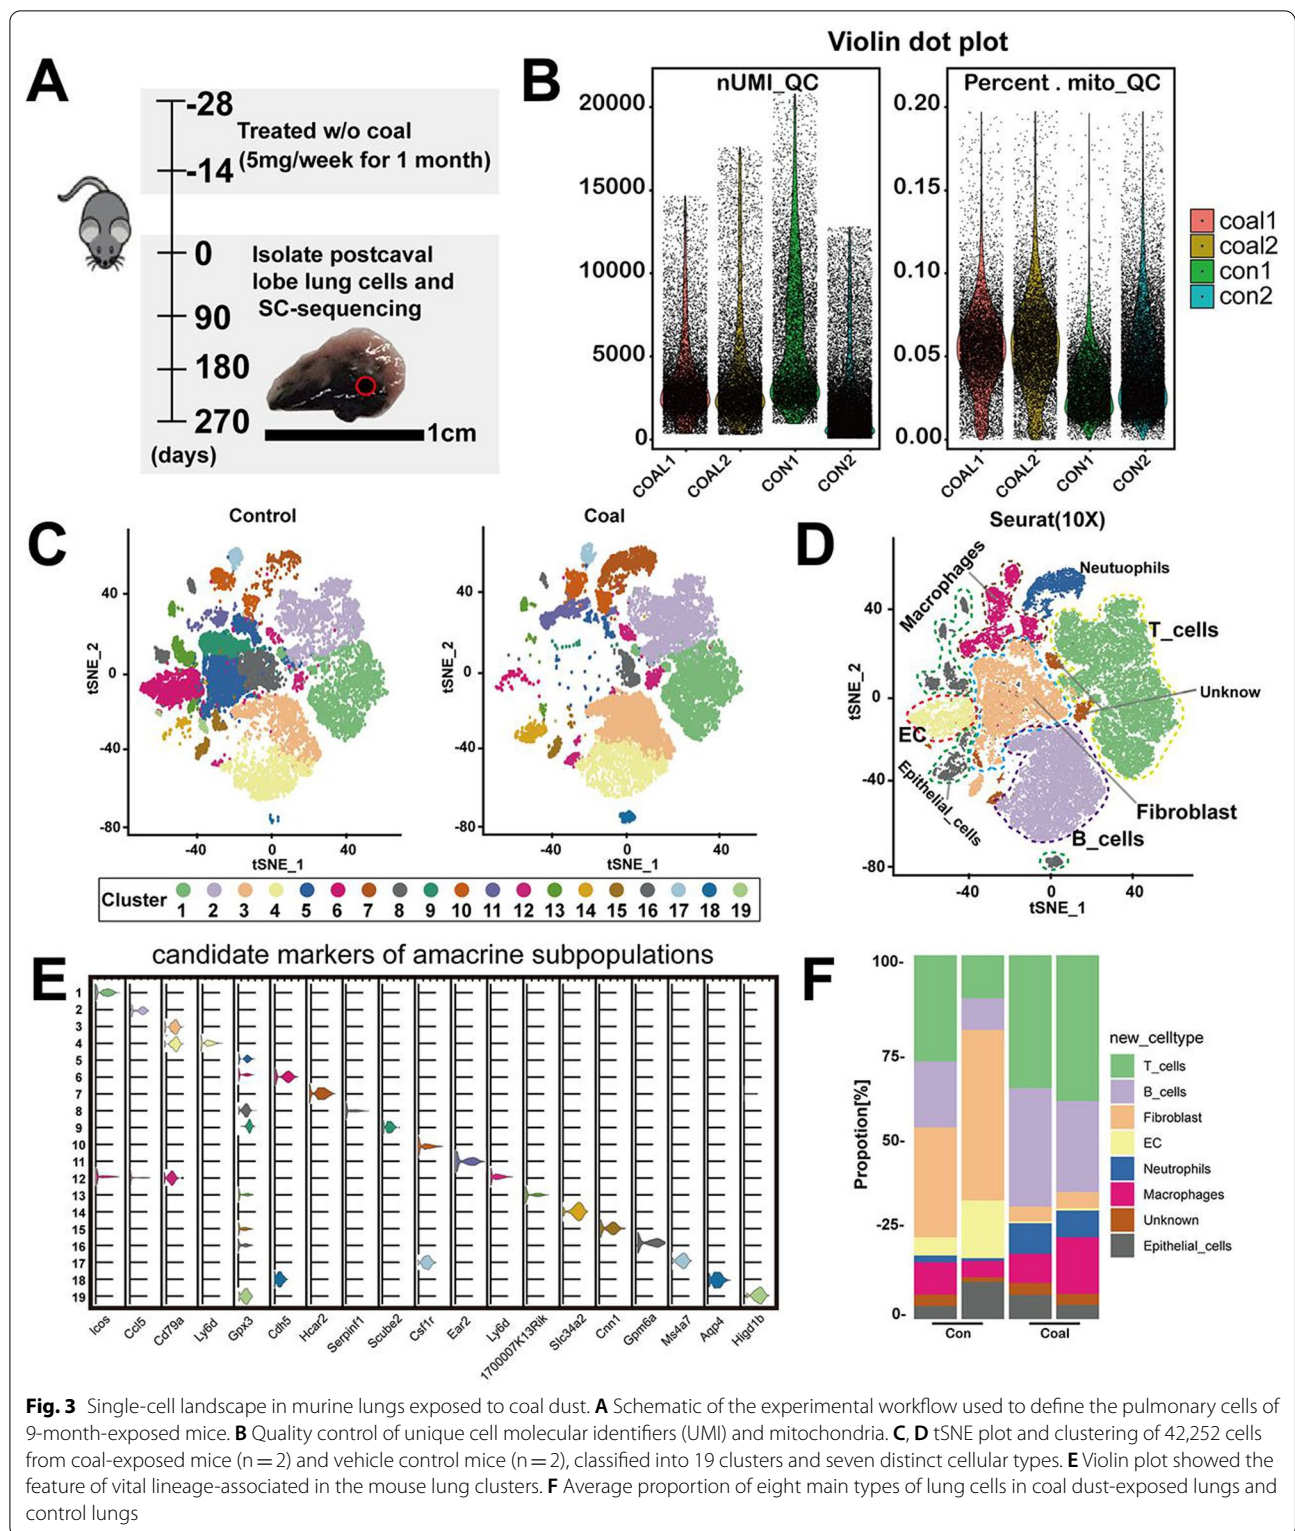 A
-28
Treated w/o coal
(5mg/week for 1 month)
-14
0
Isolate postcaval
lobe lung cells and
SC-sequencing
90
180
270
1cm
(days)
Violin dot plot
B
nUMI_QC
20000
15000
10000
5000
0
COAL1
COAL2
CON1
CON2
Percent . mito_QC
0.20
0.15
0.10
0.05
0.00
COAL1
COAL2
CON1
CON2
coal1
coal2
con1
con2
C
Control
40
0
-40
-80
tSNE_2
-40
0
40
tSNE_1
Coal
40
0
-40
-80
tSNE_2
-40
0
40
tSNE_1
Cluster
1 2 3 4 5 6 7 8 9 10 11 12 13 14 15 16 17 18 19
D
Seurat(10X)
Macrophages
Neutuophils
T_cells
Unknow
EC
Epithelial_cells
Fibroblast
B_cells
40
0
-40
-80
tSNE_2
-40
0
40
tSNE_1
E
candidate markers of amacrine subpopulations
1
2
3
4
5
6
7
8
9
10
11
12
13
14
15
16
17
18
19
Icos
Ccl5
Cd79a
Ly6d
Gpx3
Cdh5
Hcar2
Serpinf1
Scube2
Csf1r
Ear2
Ly6d
1700007K13Rik
Slc34a2
Cnn1
Gpm6a
Ms4a7
Aqp4
Higd1b
F
100-
75-
50-
-25-
0-
Propotion[%]
Con
Coal
new_celltype
T_cells
B_cells
Fibroblast
EC
Neutrophils
Macrophages
Unknown
Epithelial_cells
Fig. 3 Single-cell landscape in murine lungs exposed to coal dust. A Schematic of the experimental workflow used to define the pulmonary cells of
9-month-exposed mice. B Quality control of unique cell molecular identifiers (UMI) and mitochondria. C, D tSNE plot and clustering of 42,252 cells
from coal-exposed mice (n = 2) and vehicle control mice (n = 2), classified into 19 clusters and seven distinct cellular types. E Violin plot showed the
feature of vital lineage-associated in the mouse lung clusters. F Average proportion of eight main types of lung cells in coal dust-exposed lungs and
control lungs